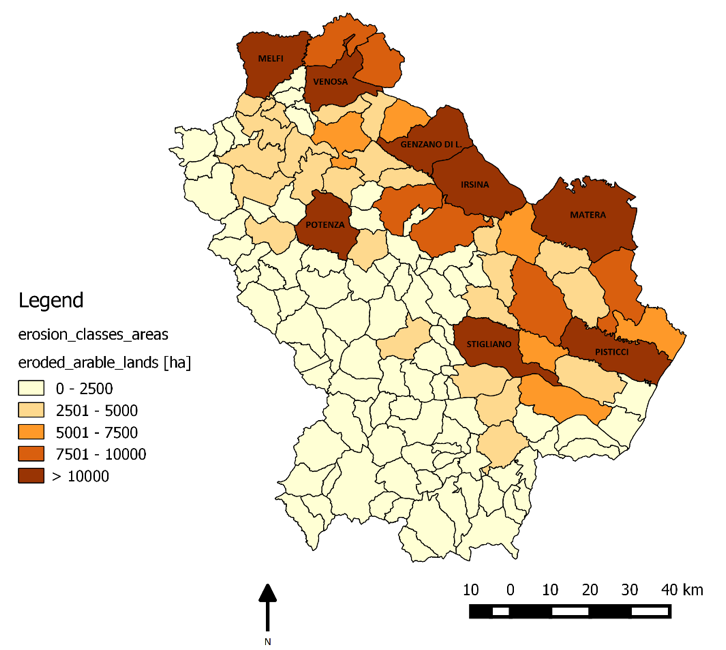 MELFI
VENOSA
GENZANO DI L.
IRSINA
MATERA
POTENZA
STIGLIANO
PISTICCI
Legend
erosion_classes_areas
eroded_arable_lands [ha]
0 - 2500
2501 - 5000
5001 - 7500
7501 - 10000
> 10000
10 0 10 20 30 40 km
N